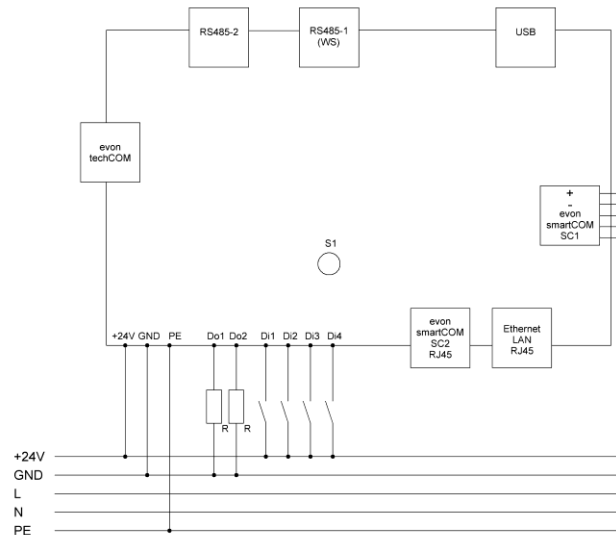 RS485-2
RS485-1
(WS)
USB
evon
techCOM
+
-
evon
smartCOM
SC1
S1
evon
smartCOM
SC2
RJ45
Ethernet
LAN
RJ45
+24V GND PE Do1 Do2 Di1 Di2 Di3 Di4
R R
+24V
GND
L
N
PE